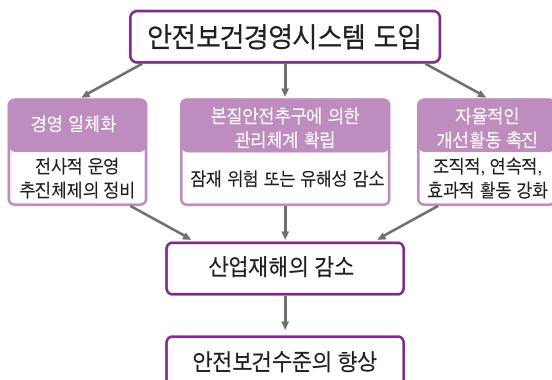 안전보건경영시스템 도입
경영 일체화
전사적 운영
추진체제의 정비
본질안전추구에 의한
관리체계 확립
잠재 위험 또는 유해성 감소
자율적인
개선활동 촉진
조직적, 연속적,
효과적 활동 강화
산업재해의 감소
안전보건수준의 향상